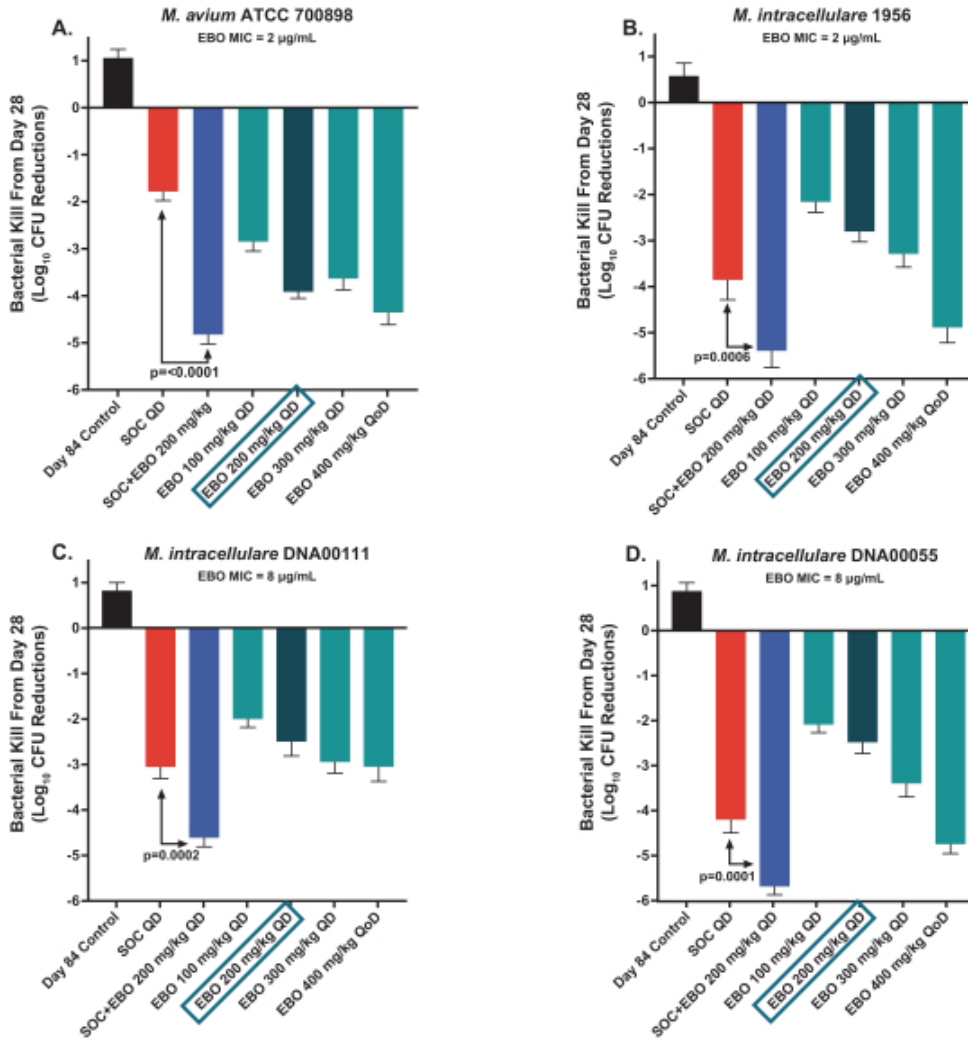 A.
M. avium ATCC 700898
EBO MIC = 2 µg/mL
Bacterial Kill From Day 28
(Log10 CFU Reductions)
1
0
-1
-2
-3
-4
-5
-6
p=<0.0001
Day 84 Control
SOC QD
SOC+EBO 200 mg/kg
EBO 100 mg/kg QD
EBO 200 mg/kg QD
EBO 300 mg/kg QD
EBO 400 mg/kg QoD
B.
M. intracellulare 1956
EBO MIC = 2 µg/mL
Bacterial Kill From Day 28
(Log10 CFU Reductions)
1
0
-1
-2
-3
-4
-5
-6
p=0.0006
Day 84 Control
SOC QD
SOC+EBO 200 mg/kg QD
EBO 100 mg/kg QD
EBO 200 mg/kg QD
EBO 300 mg/kg QD
EBO 400 mg/kg QoD
C.
M. intracellulare DNA00111
EBO MIC = 8 µg/mL
Bacterial Kill From Day 28
(Log10 CFU Reductions)
1
0
-1
-2
-3
-4
-5
-6
p=0.0002
Day 84 Control
SOC QD
SOC+EBO 200 mg/kg QD
EBO 100 mg/kg QD
EBO 200 mg/kg QD
EBO 300 mg/kg QD
EBO 400 mg/kg QoD
D.
M. intracellulare DNA00055
EBO MIC = 8 µg/mL
Bacterial Kill From Day 28
(Log10 CFU Reductions)
1
0
-1
-2
-3
-4
-5
-6
p=0.0001
Day 84 Control
SOC QD
SOC+EBO 200 mg/kg QD
EBO 100 mg/kg QD
EBO 200 mg/kg QD
EBO 300 mg/kg QD
EBO 400 mg/kg QoD